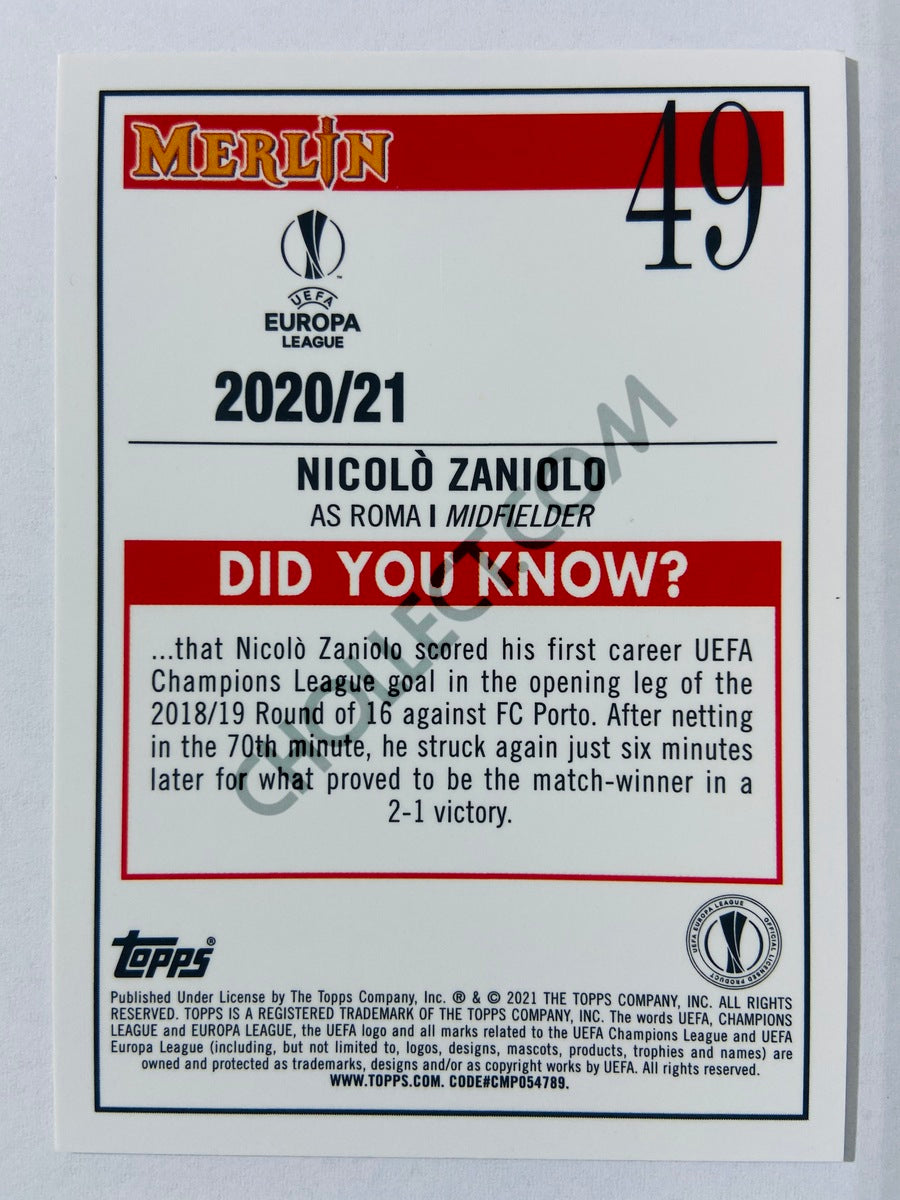 MERLIN
49
UEFA
EUROPA
LEAGUE
2020/21
NICOLÒ ZANIOLO
AS ROMA I MIDFIELDER
DID YOU KNOW?
...that Nicolò Zaniolo scored his first career UEFA
Champions League goal in the opening leg of the
2018/19 Round of 16 against FC Porto. After netting
in the 70th minute, he struck again just six minutes
later for what proved to be the match-winner in a
2-1 victory.
CHOLLECT.COM
topps®
UEFA EUROPA LEAGUE OFFICIAL LICENSED PRODUCT
Published Under License by The Topps Company, Inc. ® & © 2021 THE TOPPS COMPANY, INC. ALL RIGHTS
RESERVED. TOPPS IS A REGISTERED TRADEMARK OF THE TOPPS COMPANY, INC. The words UEFA, CHAMPIONS
LEAGUE and EUROPA LEAGUE, the UEFA logo and all marks related to the UEFA Champions League and UEFA
Europa League (including, but not limited to, logos, designs, mascots, products, trophies and names) are
owned and protected as trademarks, designs and/or as copyright works by UEFA. All rights reserved.
WWW.TOPPS.COM. CODE#CMP054789.